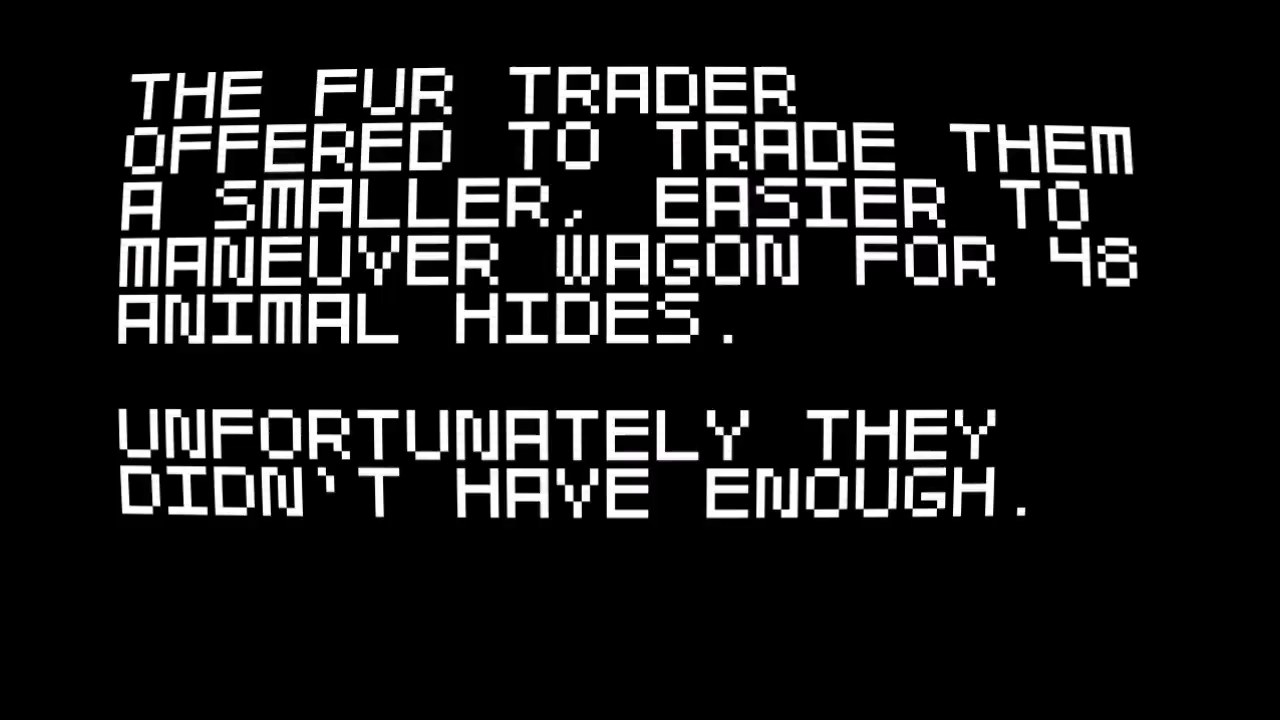 THE FUR TRADER
OFFERED TO TRADE THEM
A SMALLER, EASIER TO
MANEUVER WAGON FOR 48
ANIMAL HIDES.
UNFORTUNATELY THEY
DIDN'T HAVE ENOUGH.